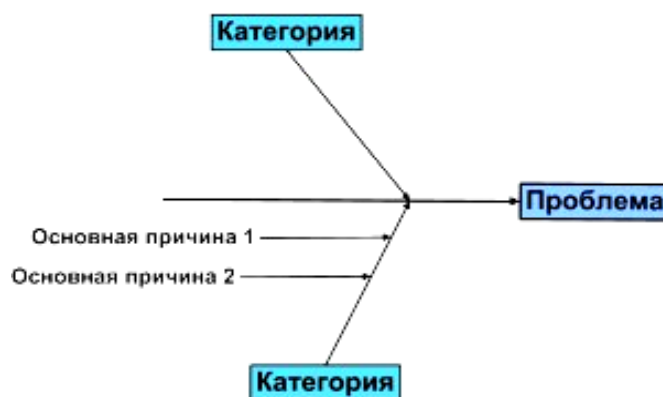 Категория
Проблема
Основная причина 1
Основная причина 2
Категория